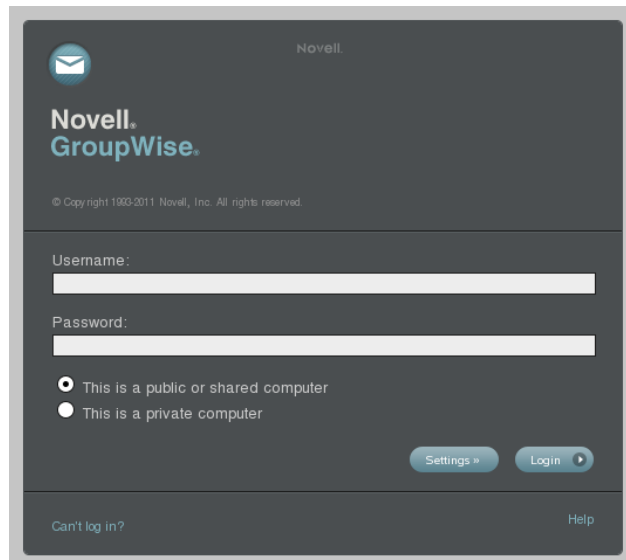 Novell.
Novell®
GroupWise®
© Copyright 1993-2011 Novell, Inc. All rights reserved.
Username:
Password:
This is a public or shared computer
This is a private computer
Settings »
Login
Can't log in?
Help